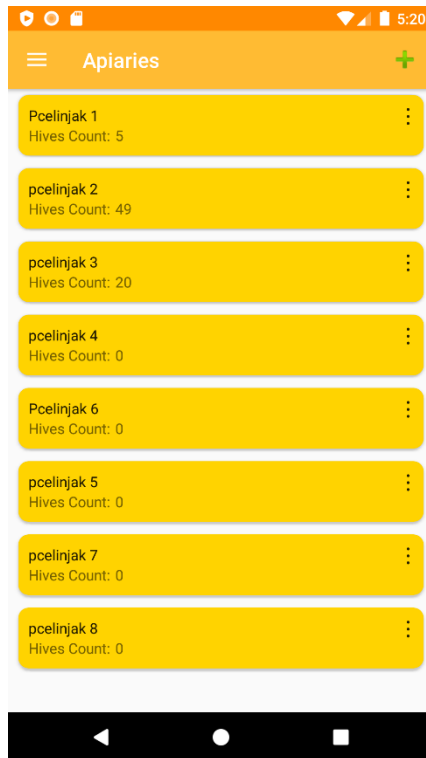 5:20
Apiaries
Pcelinjak 1
Hives Count: 5
pcelinjak 2
Hives Count: 49
pcelinjak 3
Hives Count: 20
pcelinjak 4
Hives Count: 0
Pcelinjak 6
Hives Count: 0
pcelinjak 5
Hives Count: 0
pcelinjak 7
Hives Count: 0
pcelinjak 8
Hives Count: 0